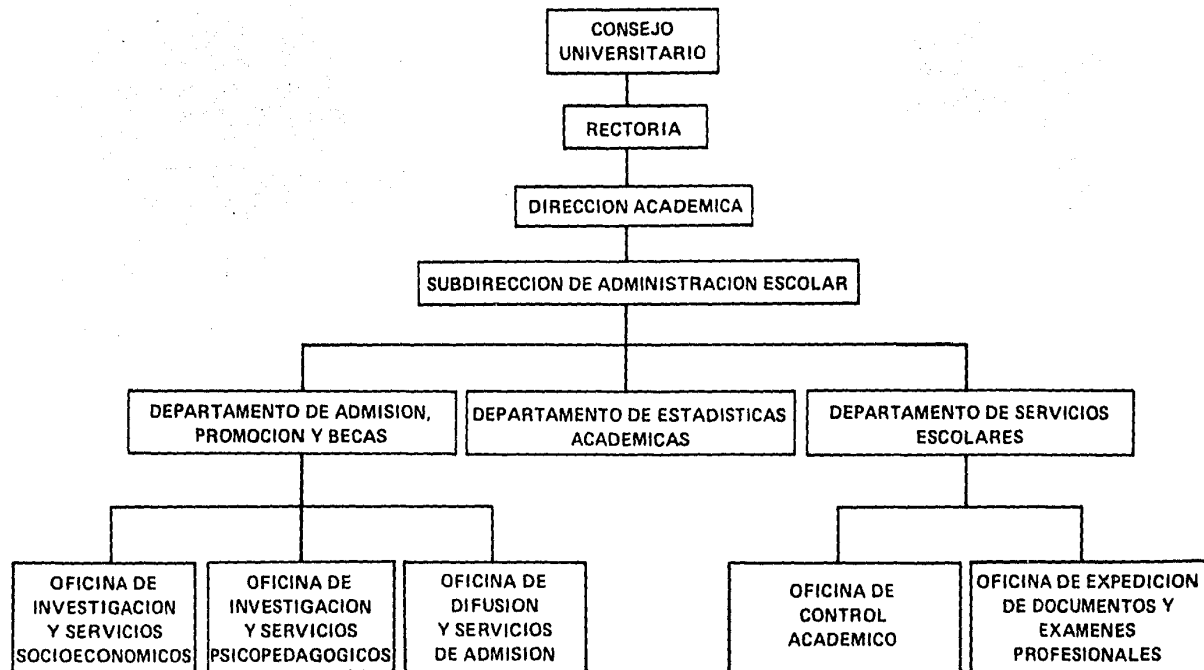 CONSEJO
UNIVERSITARIO
RECTORIA
DIRECCION ACADEMICA
SUBDIRECCION DE ADMINISTRACION ESCOLAR
DEPARTAMENTO DE ADMISION,
PROMOCION Y BECAS
DEPARTAMENTO DE ESTADISTICAS
ACADEMICAS
DEPARTAMENTO DE SERVICIOS
ESCOLARES
OFICINA DE
INVESTIGACION
Y SERVICIOS
SOCIOECONOMICOS
OFICINA DE
INVESTIGACION
Y SERVICIOS
PSICOPEDAGOGICOS
OFICINA DE
DIFUSION
Y SERVICIOS
DE ADMISION
OFICINA DE
CONTROL
ACADEMICO
OFICINA DE EXPEDICION
DE DOCUMENTOS Y
EXAMENES
PROFESIONALES